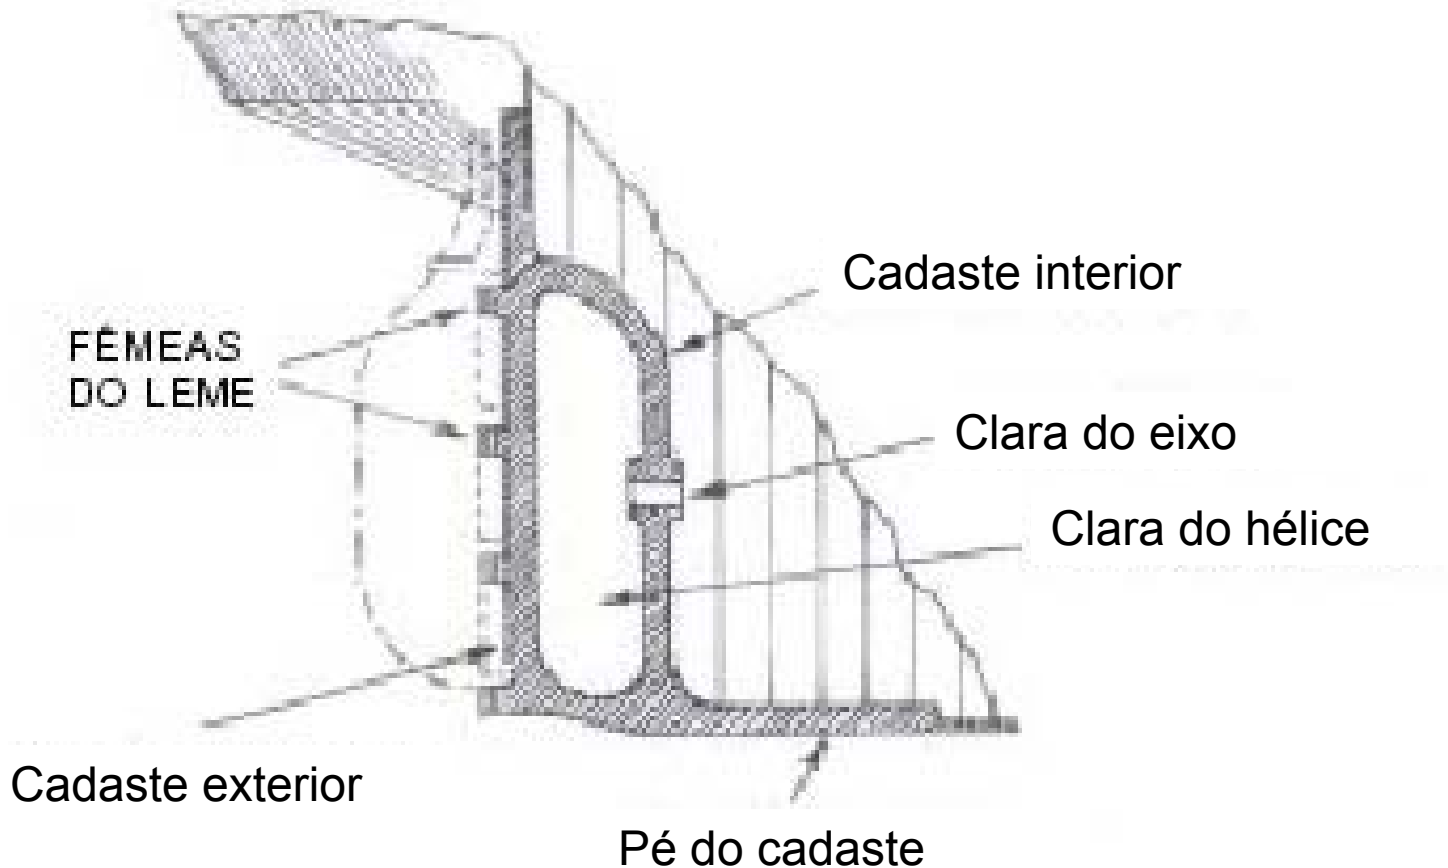 Cadaste interior
FÊMEAS
DO LEME
Clara do eixo
Clara do hélice
Cadaste exterior
Pé do cadaste